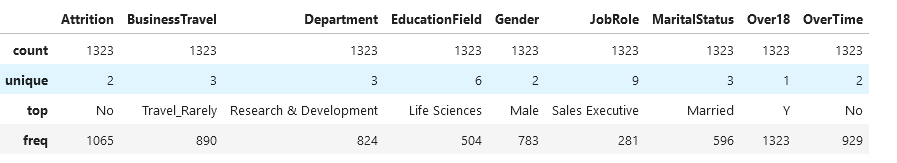 Attrition BusinessTravel Department EducationField Gender JobRole MaritalStatus Over18 OverTime
count 1323 1323 1323 1323 1323 1323 1323 1323 1323
unique 2 3 3 6 2 9 3 1 2
top No Travel_Rarely Research & Development Life Sciences Male Sales Executive Married Y No
freq 1065 890 824 504 783 281 596 1323 929